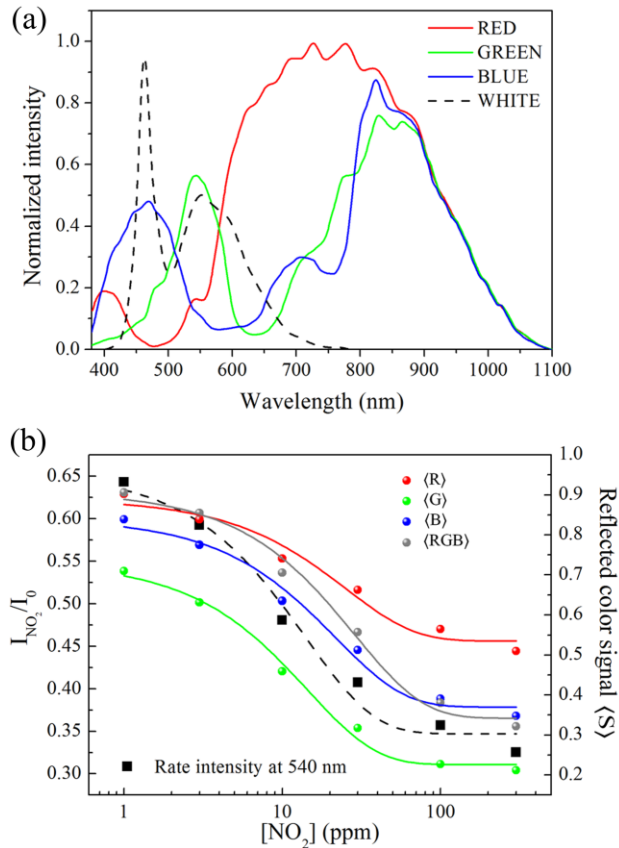 (a)
RED
GREEN
BLUE
WHITE
1.0
0.8
0.6
0.4
0.2
0.0
Normalized intensity
400 500 600 700 800 900 1000 1100
Wavelength (nm)
(b)
0.65
0.60
0.55
0.50
0.45
0.40
0.35
0.30
I_NO₂/I₀
⟨R⟩
⟨G⟩
⟨B⟩
⟨RGB⟩
Rate intensity at 540 nm
1.0
0.9
0.8
0.7
0.6
0.5
0.4
0.3
0.2
Reflected color signal ⟨S⟩
1 10 100
[NO₂] (ppm)